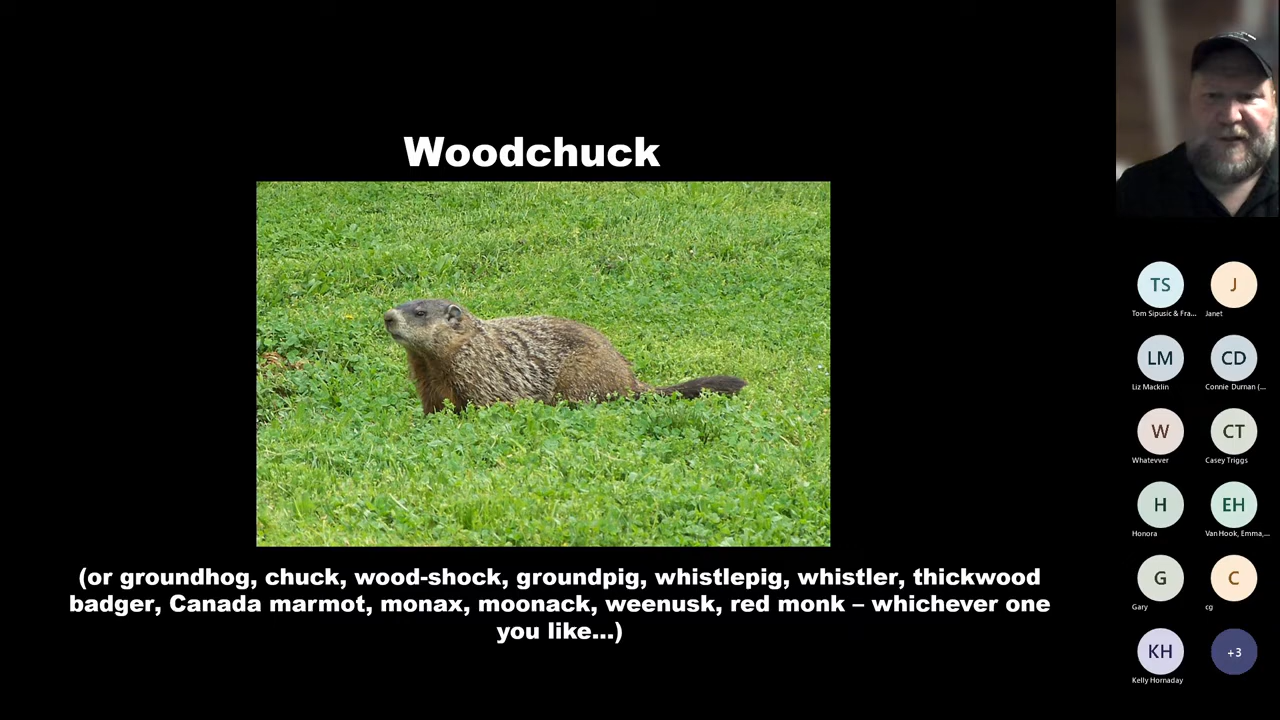 Woodchuck
(or groundhog, chuck, wood-shock, groundpig, whistlepig, whistler, thickwood
badger, Canada marmot, monax, moonack, weenusk, red monk – whichever one
you like...)
TS
Tom Sipusic & Fra...
J
Janet
LM
Liz Macklin
CD
Connie Durnan (...
W
Whatevver
CT
Casey Triggs
H
Honora
EH
Van Hook, Emma,...
G
Gary
C
cg
KH
Kelly Hornaday
+3